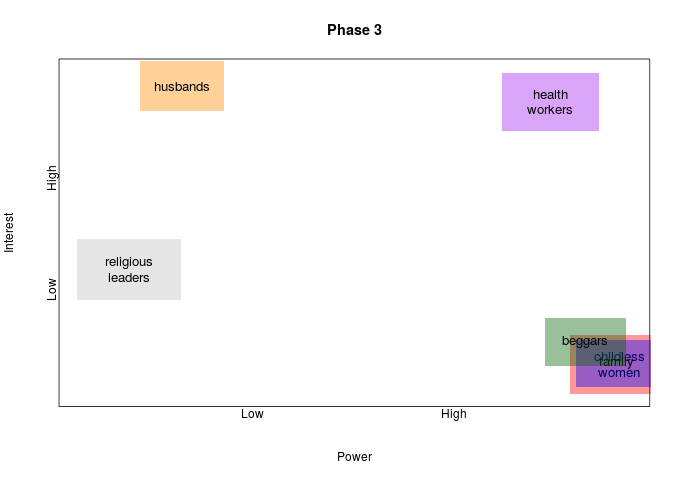 Phase 3
husbands
health
workers
High
Interest
religious
leaders
Low
beggars
childless
family
women
Low
High
Power